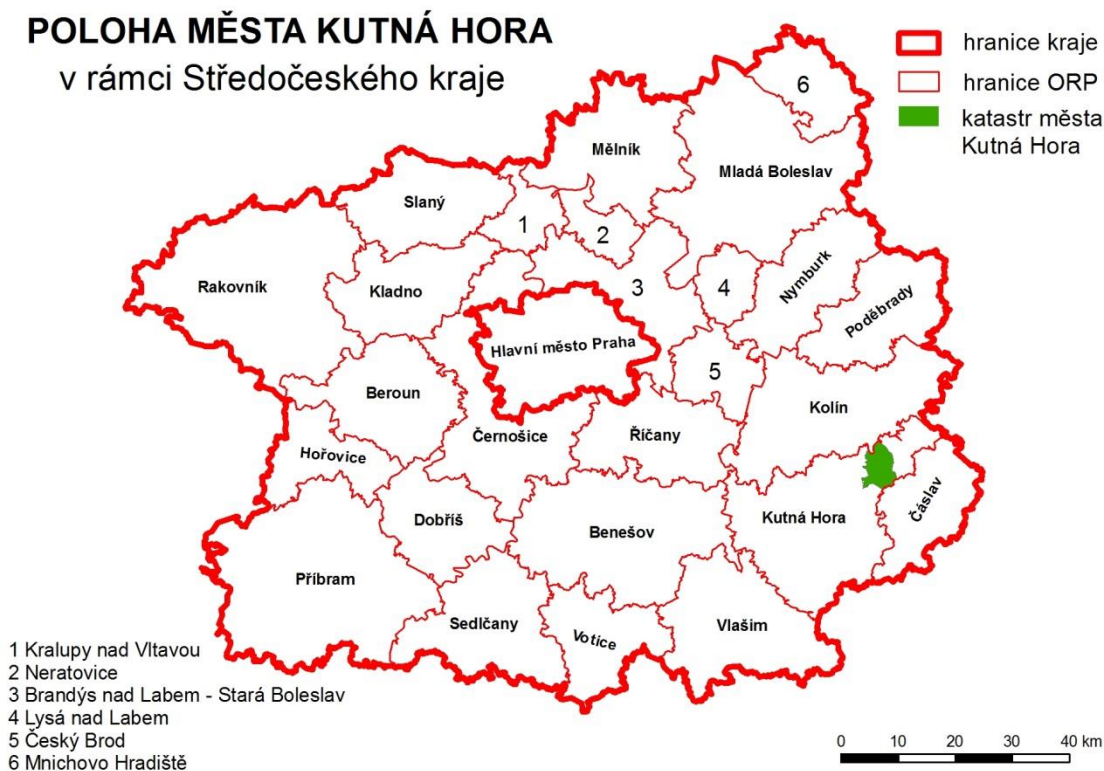 POLOHA MĚSTA KUTNÁ HORA
v rámci Středočeského kraje
hranice kraje
hranice ORP
katastr města
Kutná Hora
6
Mělník
Mladá Boleslav
Slaný
1
2
Rakovník
Kladno
3
4
Nymburk
Poděbrady
Hlavní město Praha
5
Beroun
Kolín
Černošice
Říčany
Hořovice
Čáslav
Dobříš
Benešov
Kutná Hora
Příbram
Sedlčany
Votice
Vlašim
1 Kralupy nad Vltavou
2 Neratovice
3 Brandýs nad Labem - Stará Boleslav
4 Lysá nad Labem
5 Český Brod
6 Mnichovo Hradiště
0 10 20 30 40 km